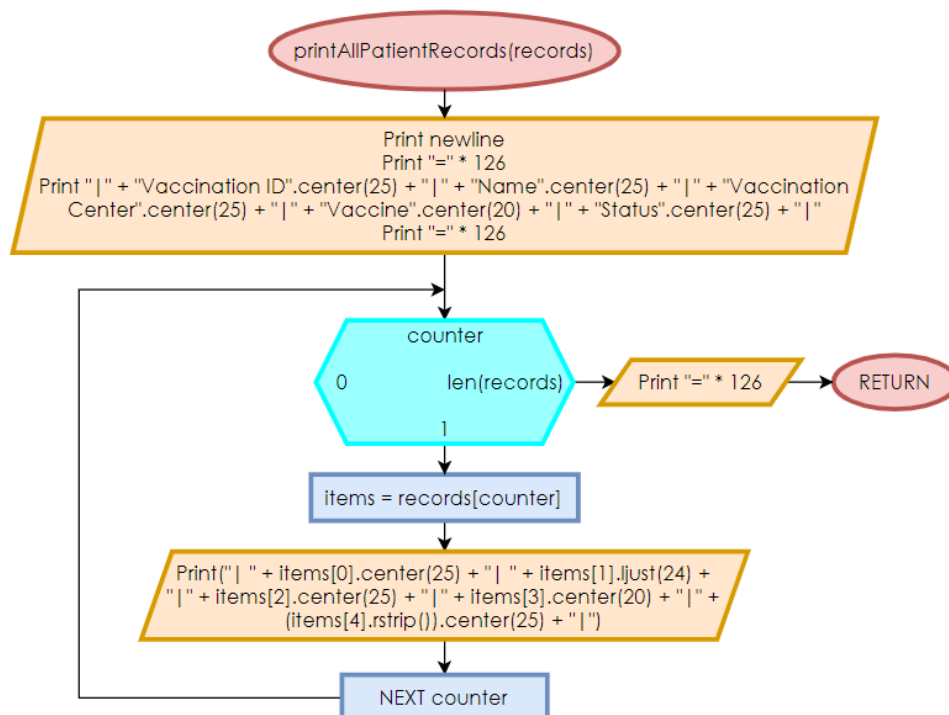 printAllPatientRecords(records)
Print newline
Print "=" * 126
Print "|" + "Vaccination ID".center(25) + "|" + "Name".center(25) + "|" + "Vaccination
Center".center(25) + "|" + "Vaccine".center(20) + "|" + "Status".center(25) + "|"
Print "=" * 126
counter
0 len(records)
1
Print "=" * 126
RETURN
items = records[counter]
Print("| " + items[0].center(25) + "| " + items[1].ljust(24) +
"|" + items[2].center(25) + "|" + items[3].center(20) + "|" +
(items[4].rstrip()).center(25) + "|")
NEXT counter